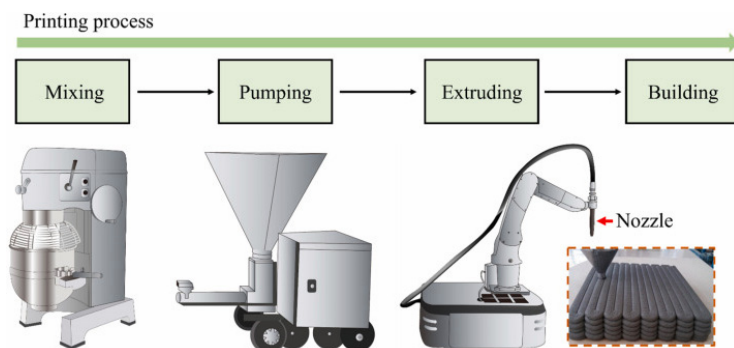 Printing process
Mixing
Pumping
Extruding
Building
Nozzle